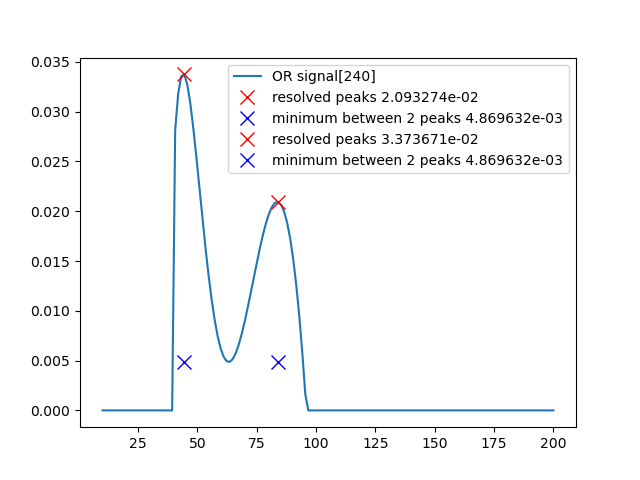 OR signal[240]
resolved peaks 2.093274e-02
minimum between 2 peaks 4.869632e-03
resolved peaks 3.373671e-02
minimum between 2 peaks 4.869632e-03
0.035
0.030
0.025
0.020
0.015
0.010
0.005
0.000
25 50 75 100 125 150 175 200